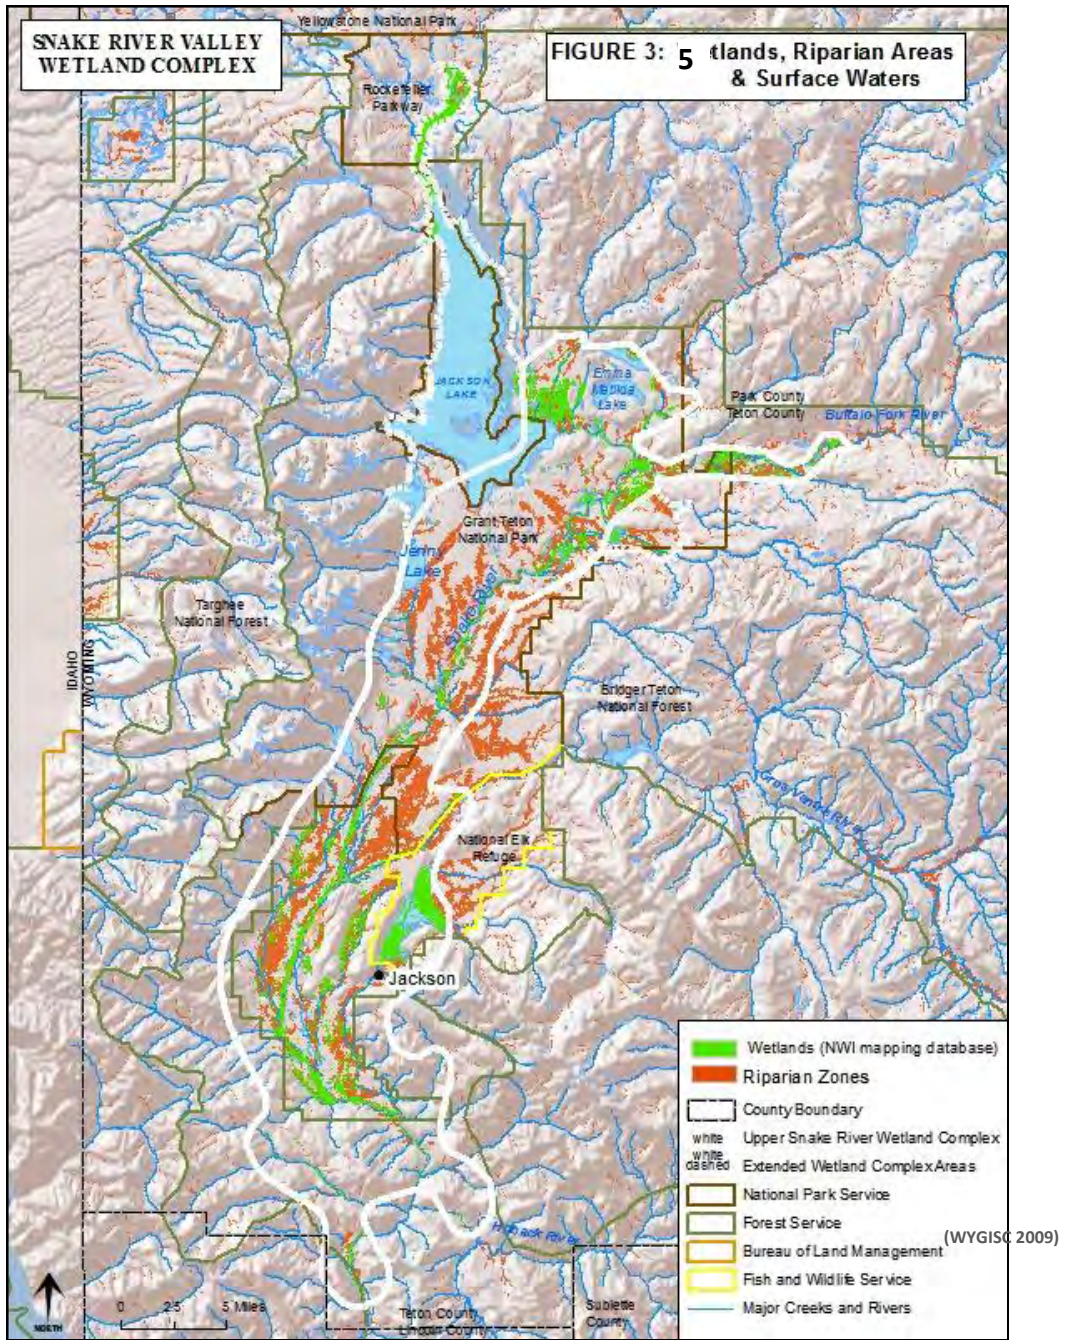 Yellowstone National Park
SNAKE RIVER VALLEY
WETLAND COMPLEX
FIGURE 3: 5 tlands, Riparian Areas
& Surface Waters
Rockefeller
Parkway
JACKSON
LAKE
Emma
Matilda
Lake
Park County
Teton County
Buffalo Fork River
Grant Teton
National Park
Jenny
Lake
Snake River
Targhee
National Forest
IDAHO
WYOMING
Bridger Teton
National Forest
Gros Ventre River
National Elk
Refuge
Jackson
Wetlands (NWI mapping database)
Riparian Zones
County Boundary
white Upper Snake River Wetland Complex
white
dashed Extended Wetland Complex Areas
National Park Service
Forest Service
(WYGISC 2009)
Bureau of Land Management
Fish and Wildlife Service
Major Creeks and Rivers
Hoback River
NORTH
0 2.5 5 Miles
Teton County
Lincoln County
Sublette
County